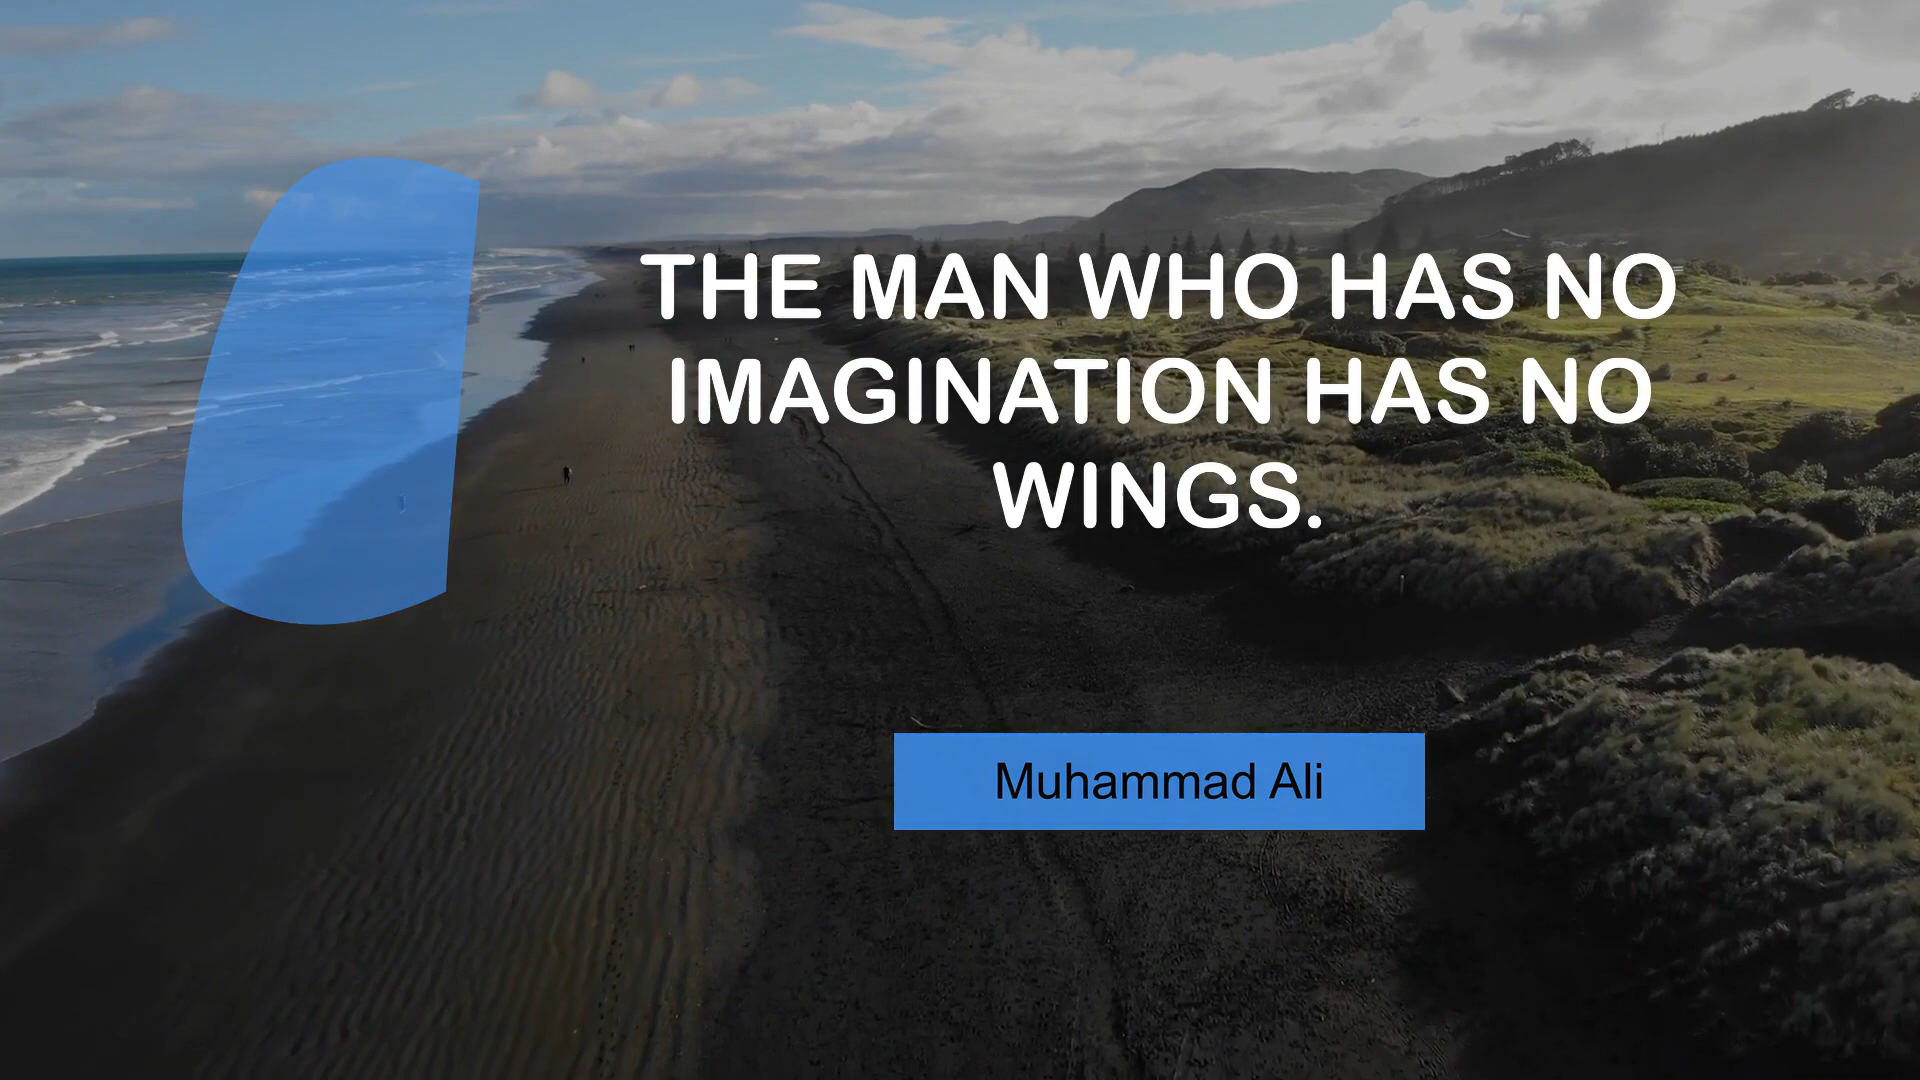 THE MAN WHO HAS NO
IMAGINATION HAS NO
WINGS.
Muhammad Ali